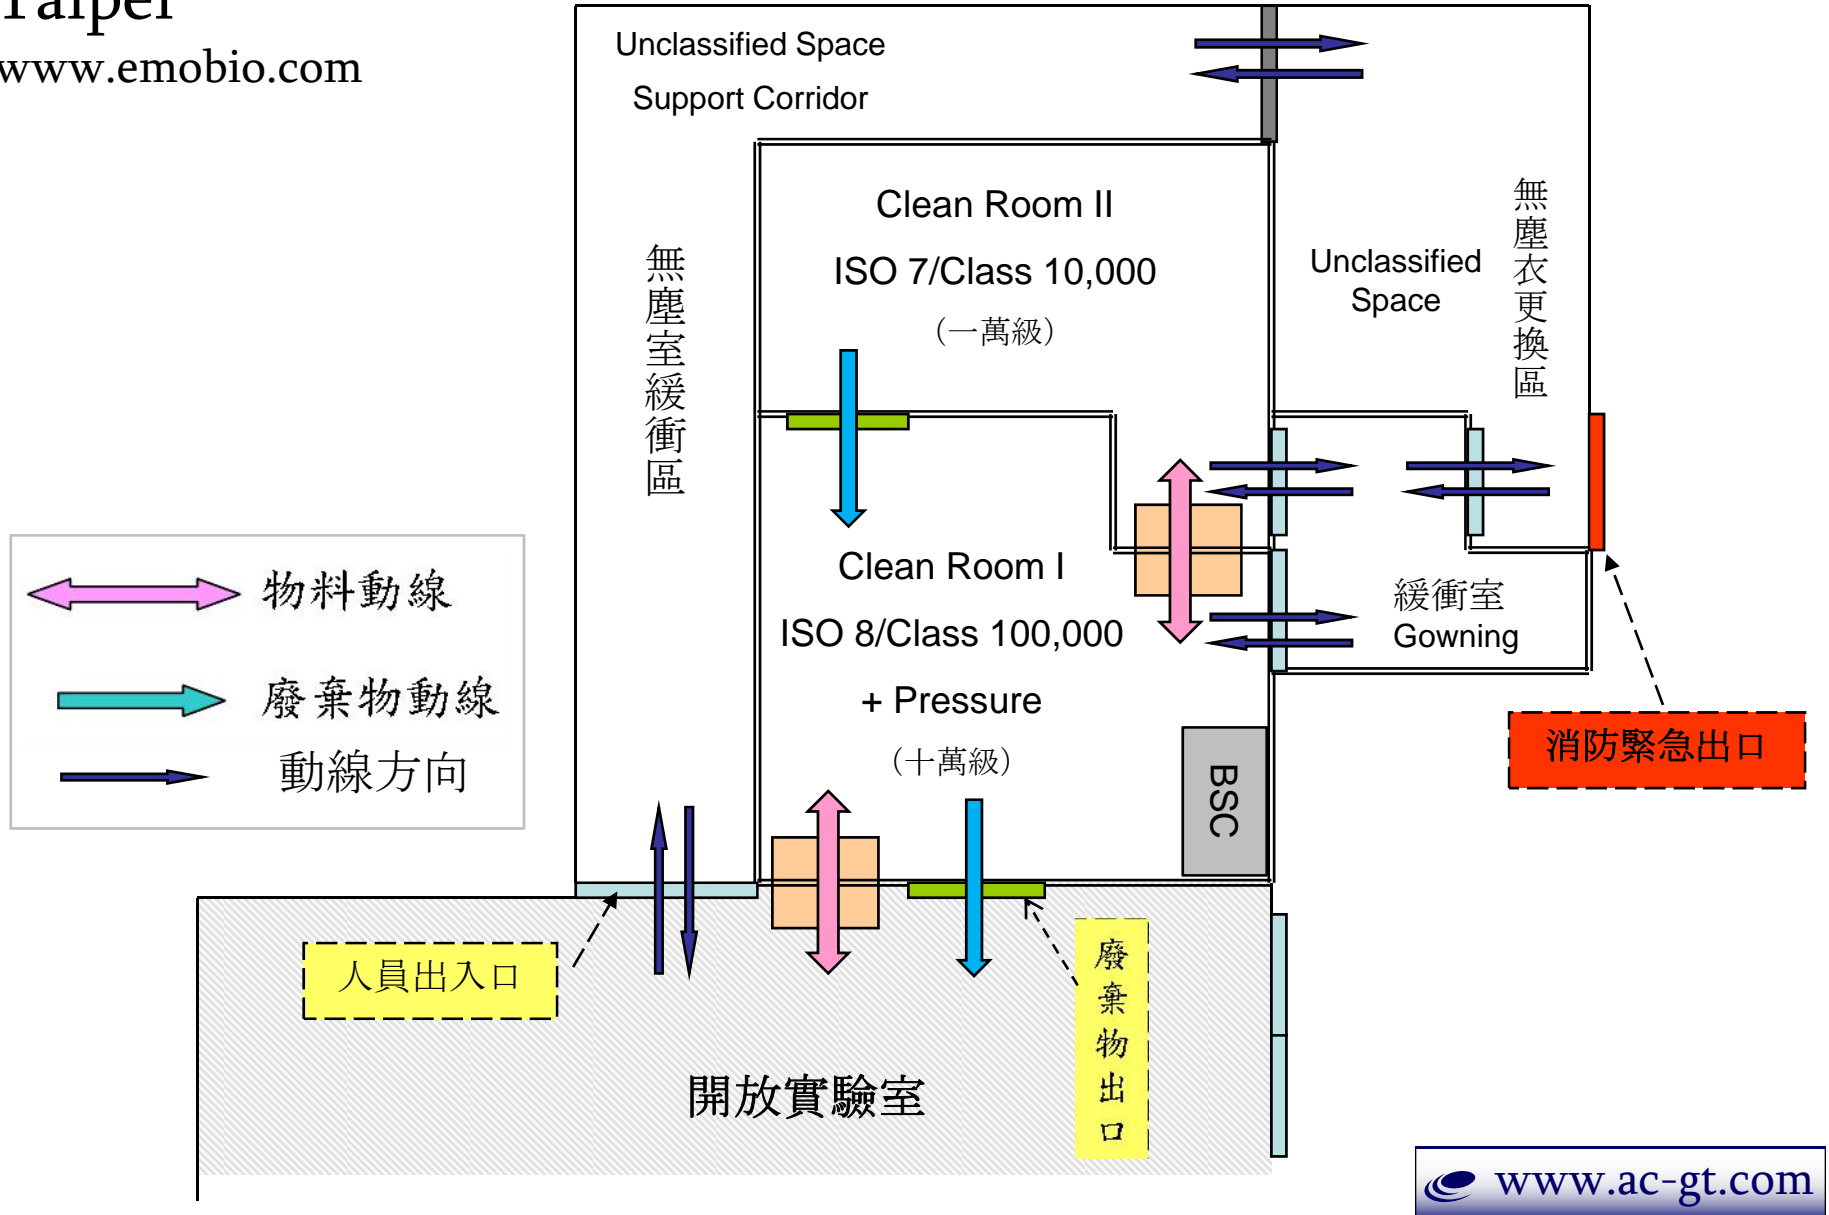 Taipei
www.emobio.com
Unclassified Space
Support Corridor
Clean Room II
ISO 7/Class 10,000
（一萬級）
無塵室緩衝區
Unclassified
Space
無塵衣更換區
物料動線
廢棄物動線
動線方向
Clean Room I
ISO 8/Class 100,000
+ Pressure
（十萬級）
BSC
緩衝室
Gowning
消防緊急出口
人員出入口
廢棄物出口
開放實驗室
www.ac-gt.com